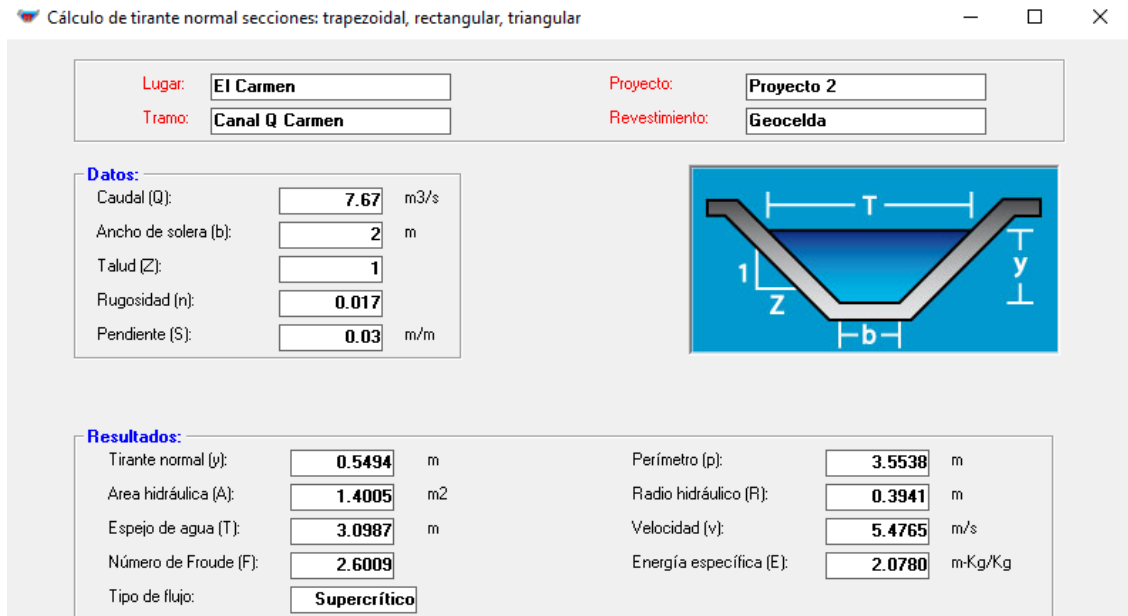 Cálculo de tirante normal secciones: trapezoidal, rectangular, triangular
Lugar: El Carmen Proyecto: Proyecto 2
Tramo: Canal Q Carmen Revestimiento: Geocelda
Datos:
Caudal (Q): 7.67 m3/s
Ancho de solera (b): 2 m
Talud (Z): 1
Rugosidad (n): 0.017
Pendiente (S): 0.03 m/m
T
y
1
Z
b
Resultados:
Tirante normal (y): 0.5494 m Perímetro (p): 3.5538 m
Area hidráulica (A): 1.4005 m2 Radio hidráulico (R): 0.3941 m
Espejo de agua (T): 3.0987 m Velocidad (v): 5.4765 m/s
Número de Froude (F): 2.6009 Energía específica (E): 2.0780 m-Kg/Kg
Tipo de flujo: Supercrítico